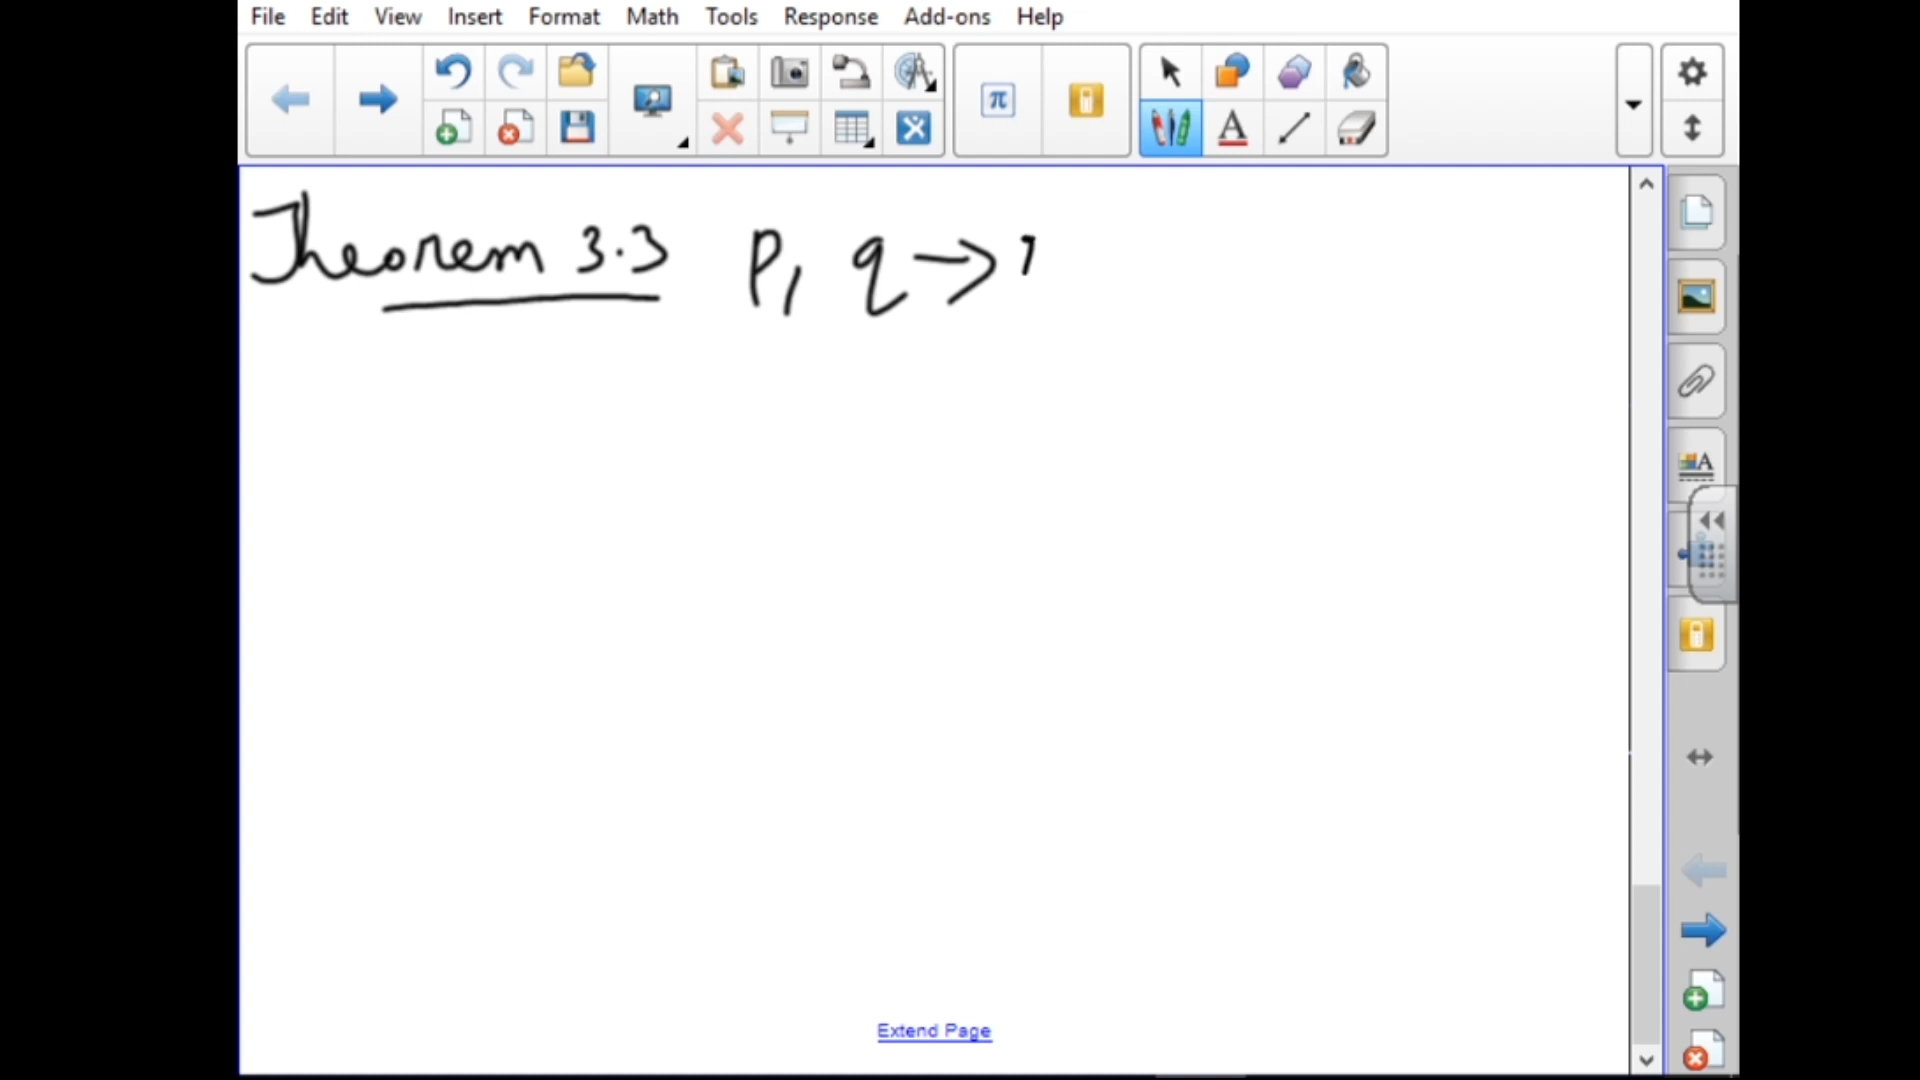 File Edit View Insert Format Math Tools Response Add-ons Help
Theorem 3.3 p, q →
Extend Page